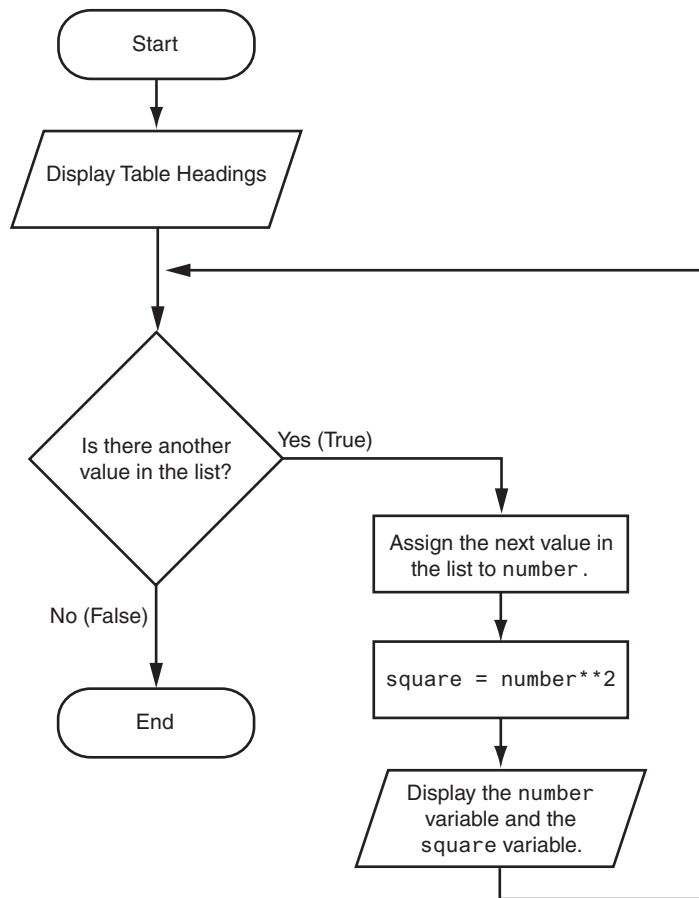 Start
Display Table Headings
Is there another
value in the list?
Yes (True)
Assign the next value in
the list to number.
No (False)
square = number**2
End
Display the number
variable and the
square variable.